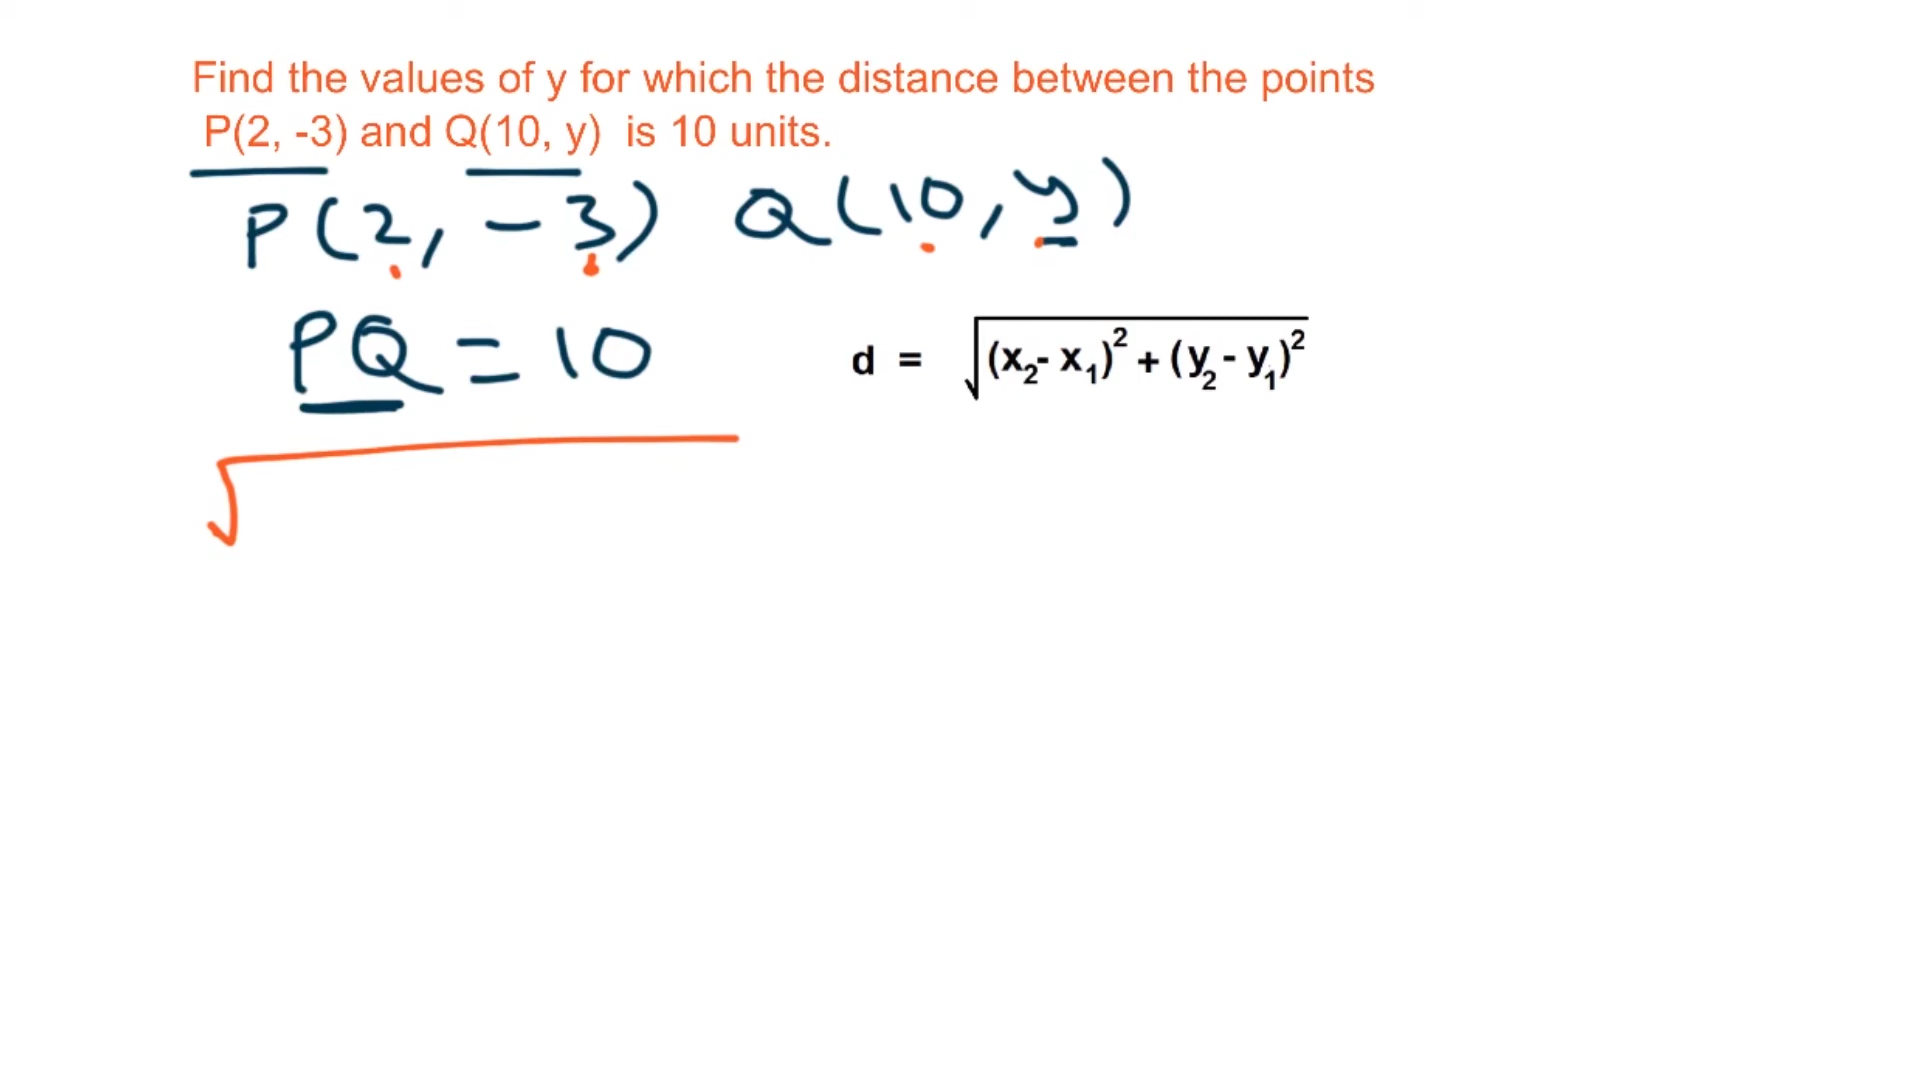 Find the values of y for which the distance between the points
P(2, -3) and Q(10, y) is 10 units.
P(2, -3) Q(10, y)
PQ = 10
d = √(x₂- x₁)² + (y₂ - y₁)²
√